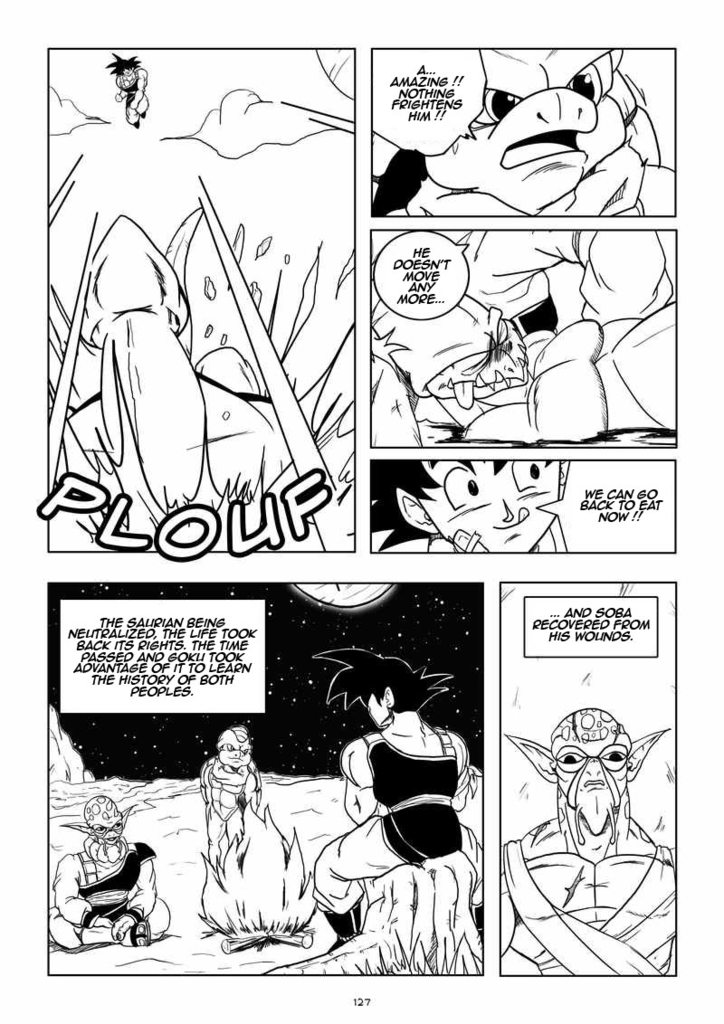 A...
AMAZING !!
NOTHING
FRIGHTENS
HIM !!
HE
DOESN'T
MOVE
ANY
MORE...
PLOUF
WE CAN GO
BACK TO EAT
NOW !!
THE SAURIAN BEING
NEUTRALIZED, THE LIFE TOOK
BACK ITS RIGHTS. THE TIME
PASSED AND GOKU TOOK
ADVANTAGE OF IT TO LEARN
THE HISTORY OF BOTH
PEOPLES.
... AND SOBA
RECOVERED FROM
HIS WOUNDS.
127